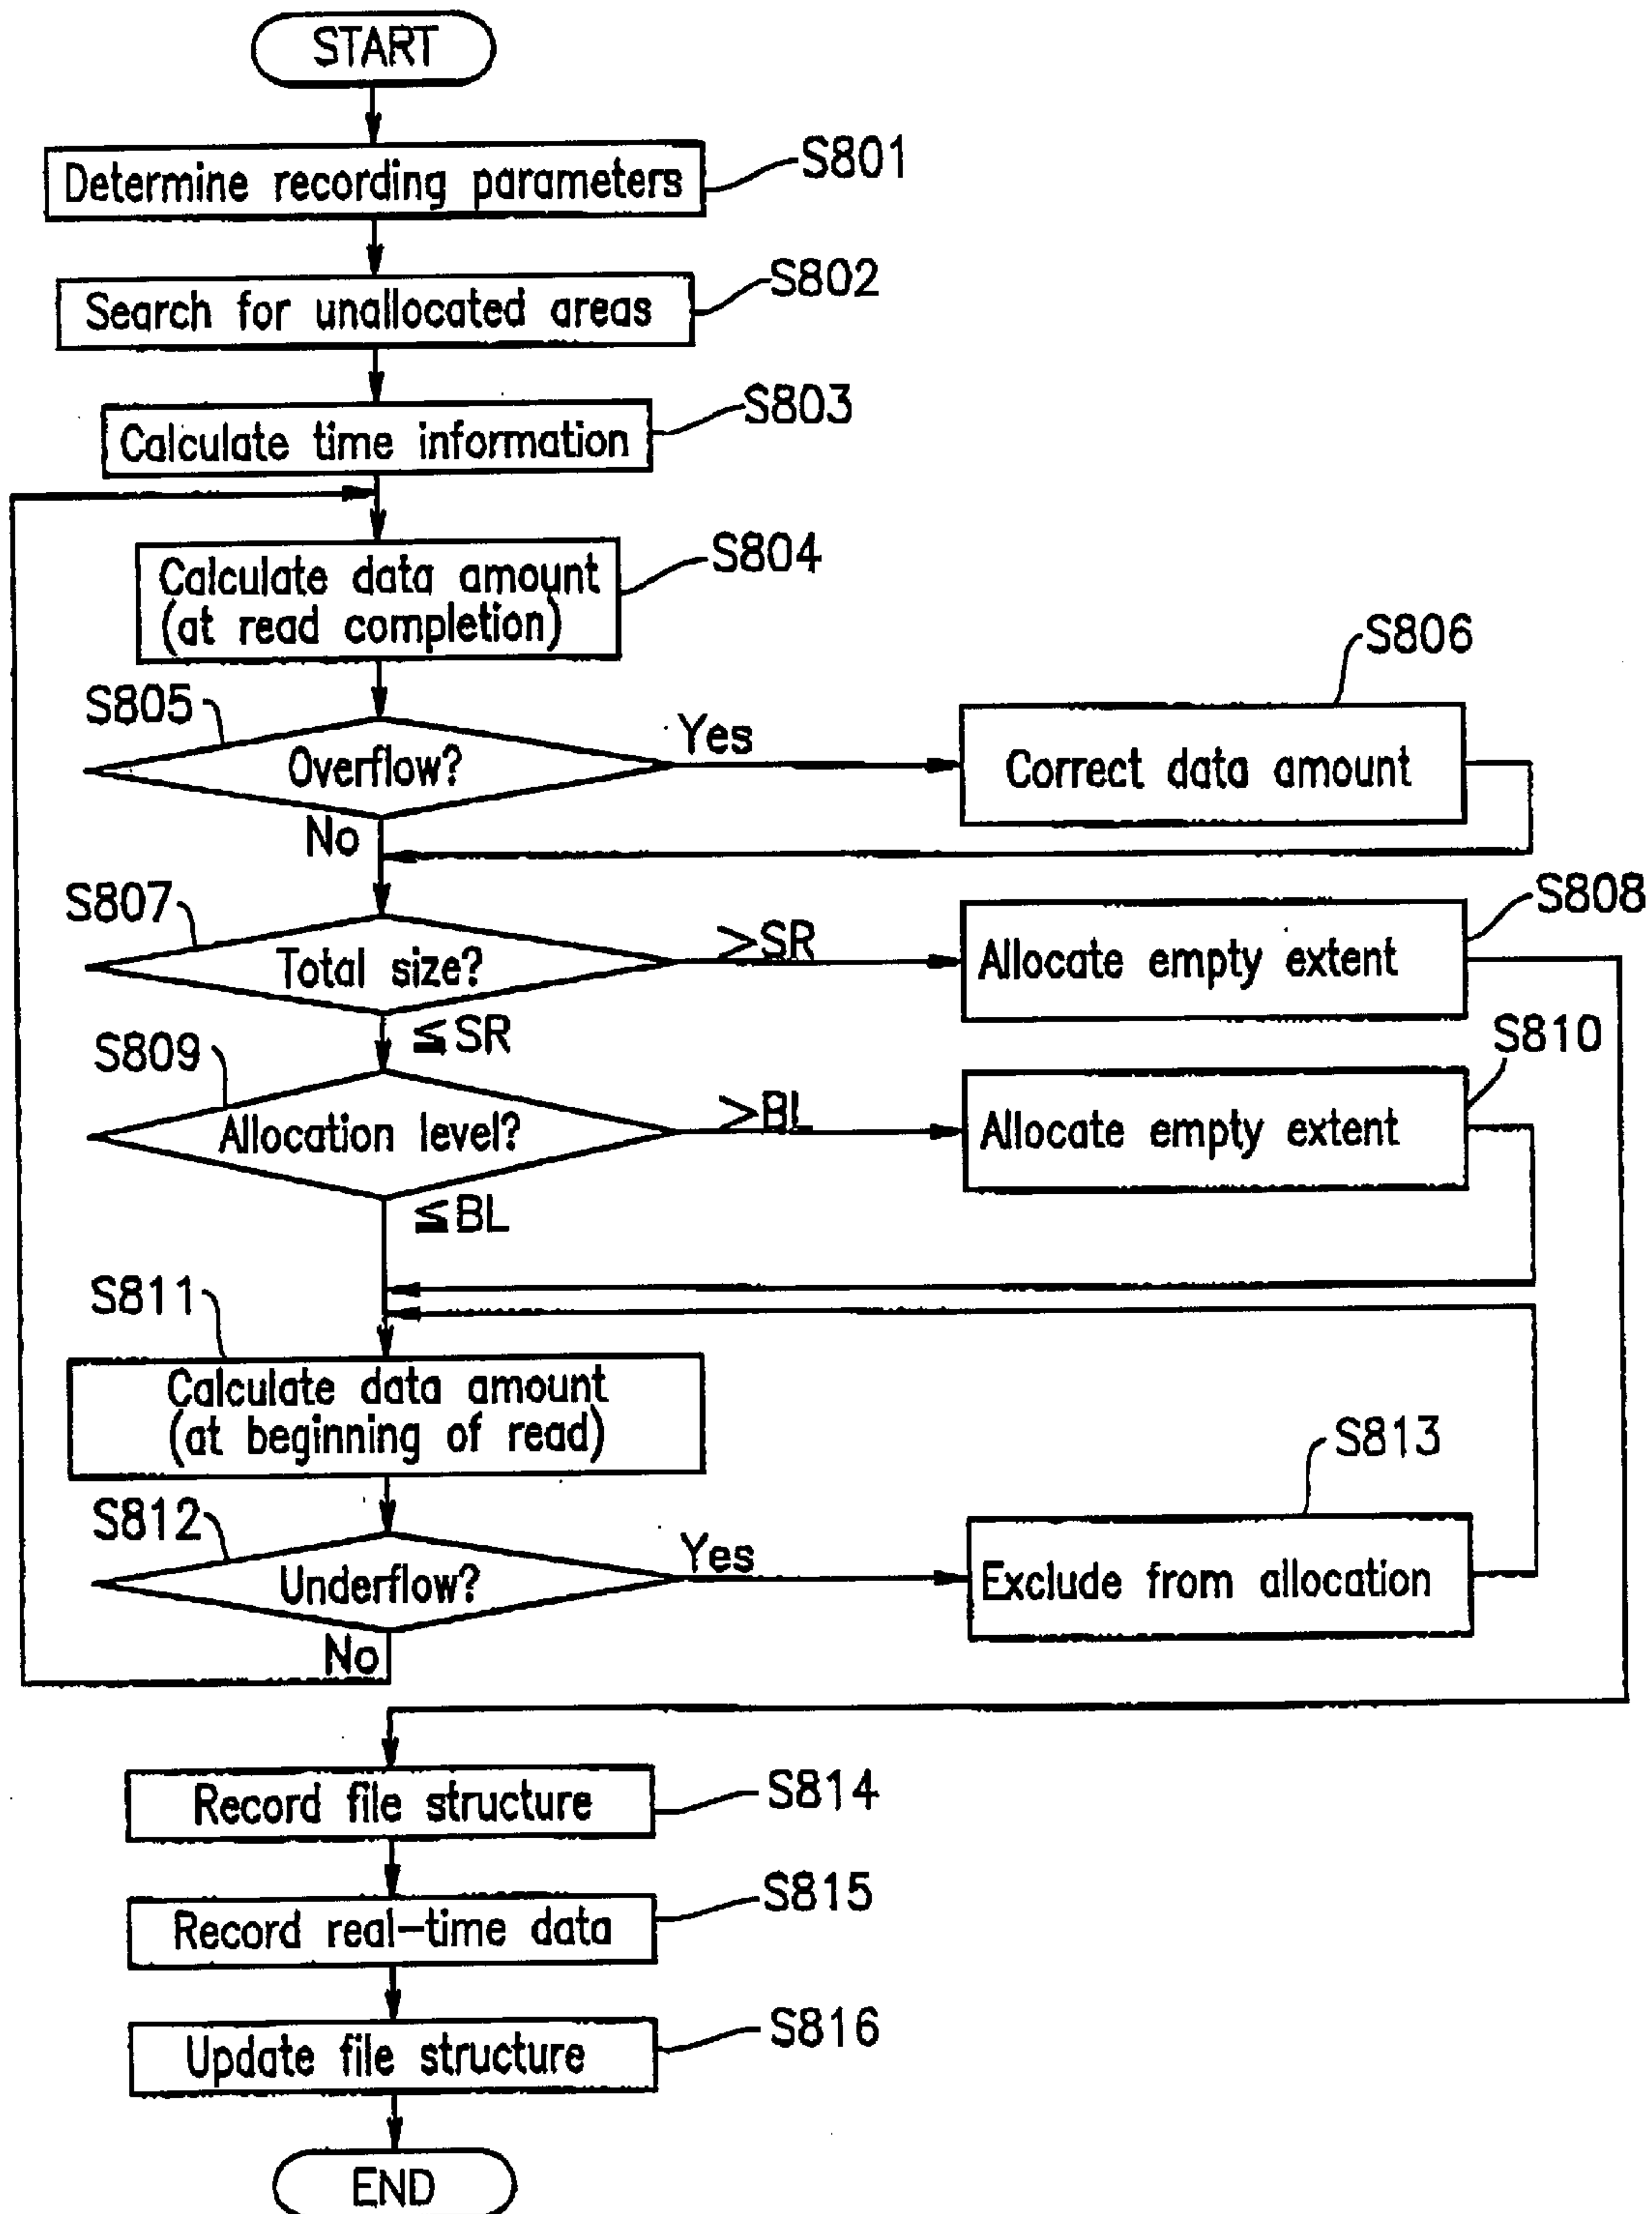 START
Determine recording parameters
S801
Search for unallocated areas
S802
Calculate time information
S803
Calculate data amount
(at read completion)
S804
S805
Overflow?
Yes
No
S806
Correct data amount
S807
Total size?
>SR
≦SR
S808
Allocate empty extent
S809
Allocation level?
>BL
≦BL
S810
Allocate empty extent
S811
Calculate data amount
(at beginning of read)
S812
Underflow?
Yes
No
S813
Exclude from allocation
Record file structure
S814
Record real-time data
S815
Update file structure
S816
END